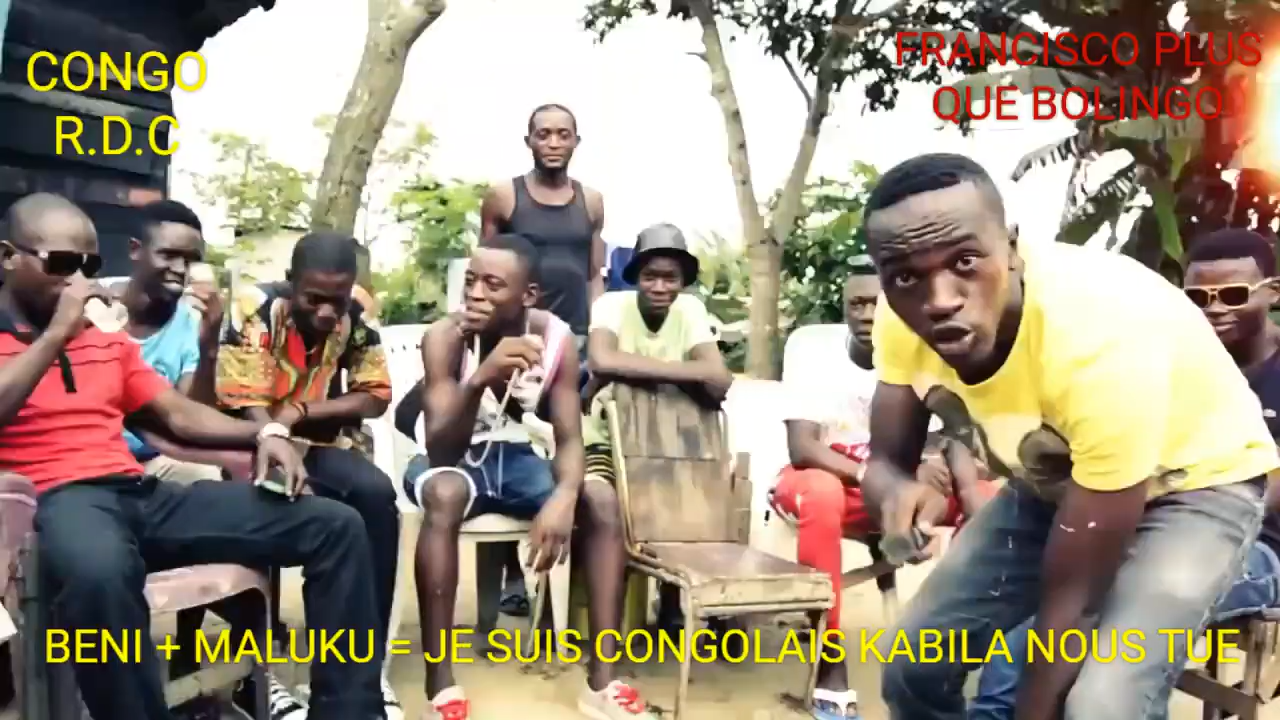 CONGO
R.D.C
FRANCISCO PLUS
QUE BOLINGO
BENI + MALUKU = JE SUIS CONGOLAIS KABILA NOUS TUE